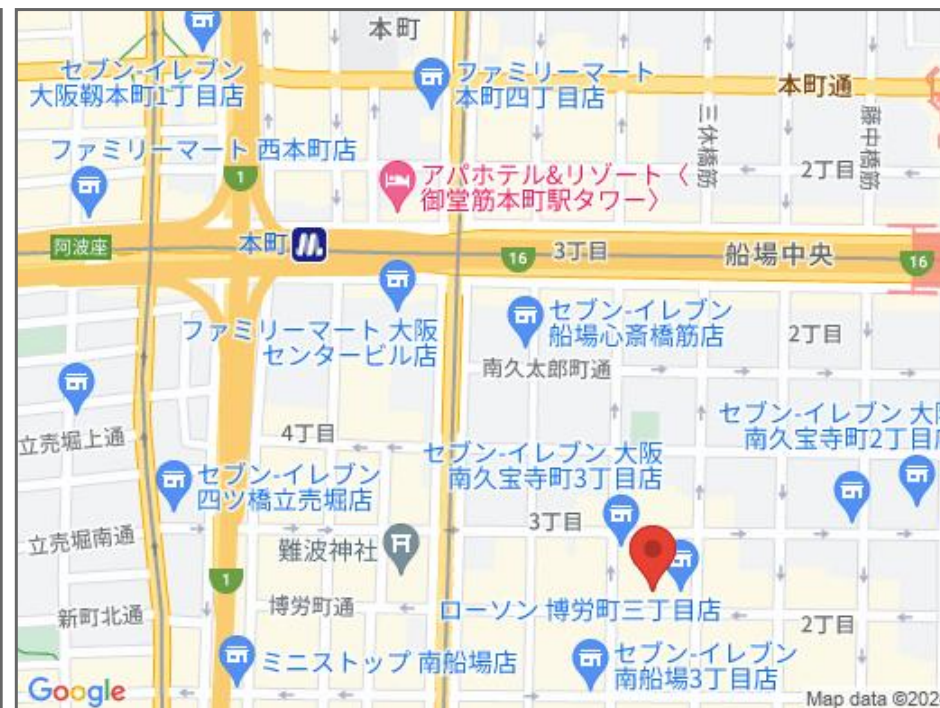 本町
セブン-イレブン
大阪靱本町1丁目店
ファミリーマート
本町四丁目店
本町通
三休橋筋
藤中橋筋
ファミリーマート 西本町店
1
アパホテル&リゾート〈
御堂筋本町駅タワー〉
2丁目
阿波座
本町
16
3丁目
船場中央
16
ファミリーマート 大阪
センタービル店
セブン-イレブン
船場心斎橋筋店
2丁目
南久太郎町通
立売堀上通
4丁目
セブン-イレブン 大阪
南久宝寺町3丁目店
セブン-イレブン 大
南久宝寺町2丁目
セブン-イレブン
四ツ橋立売堀店
3丁目
立売堀南通
難波神社
1
新町北通
博労町通
ローソン 博労町三丁目店
2丁目
ミニストップ 南船場店
セブン-イレブン
南船場3丁目店
Google
Map data ©202